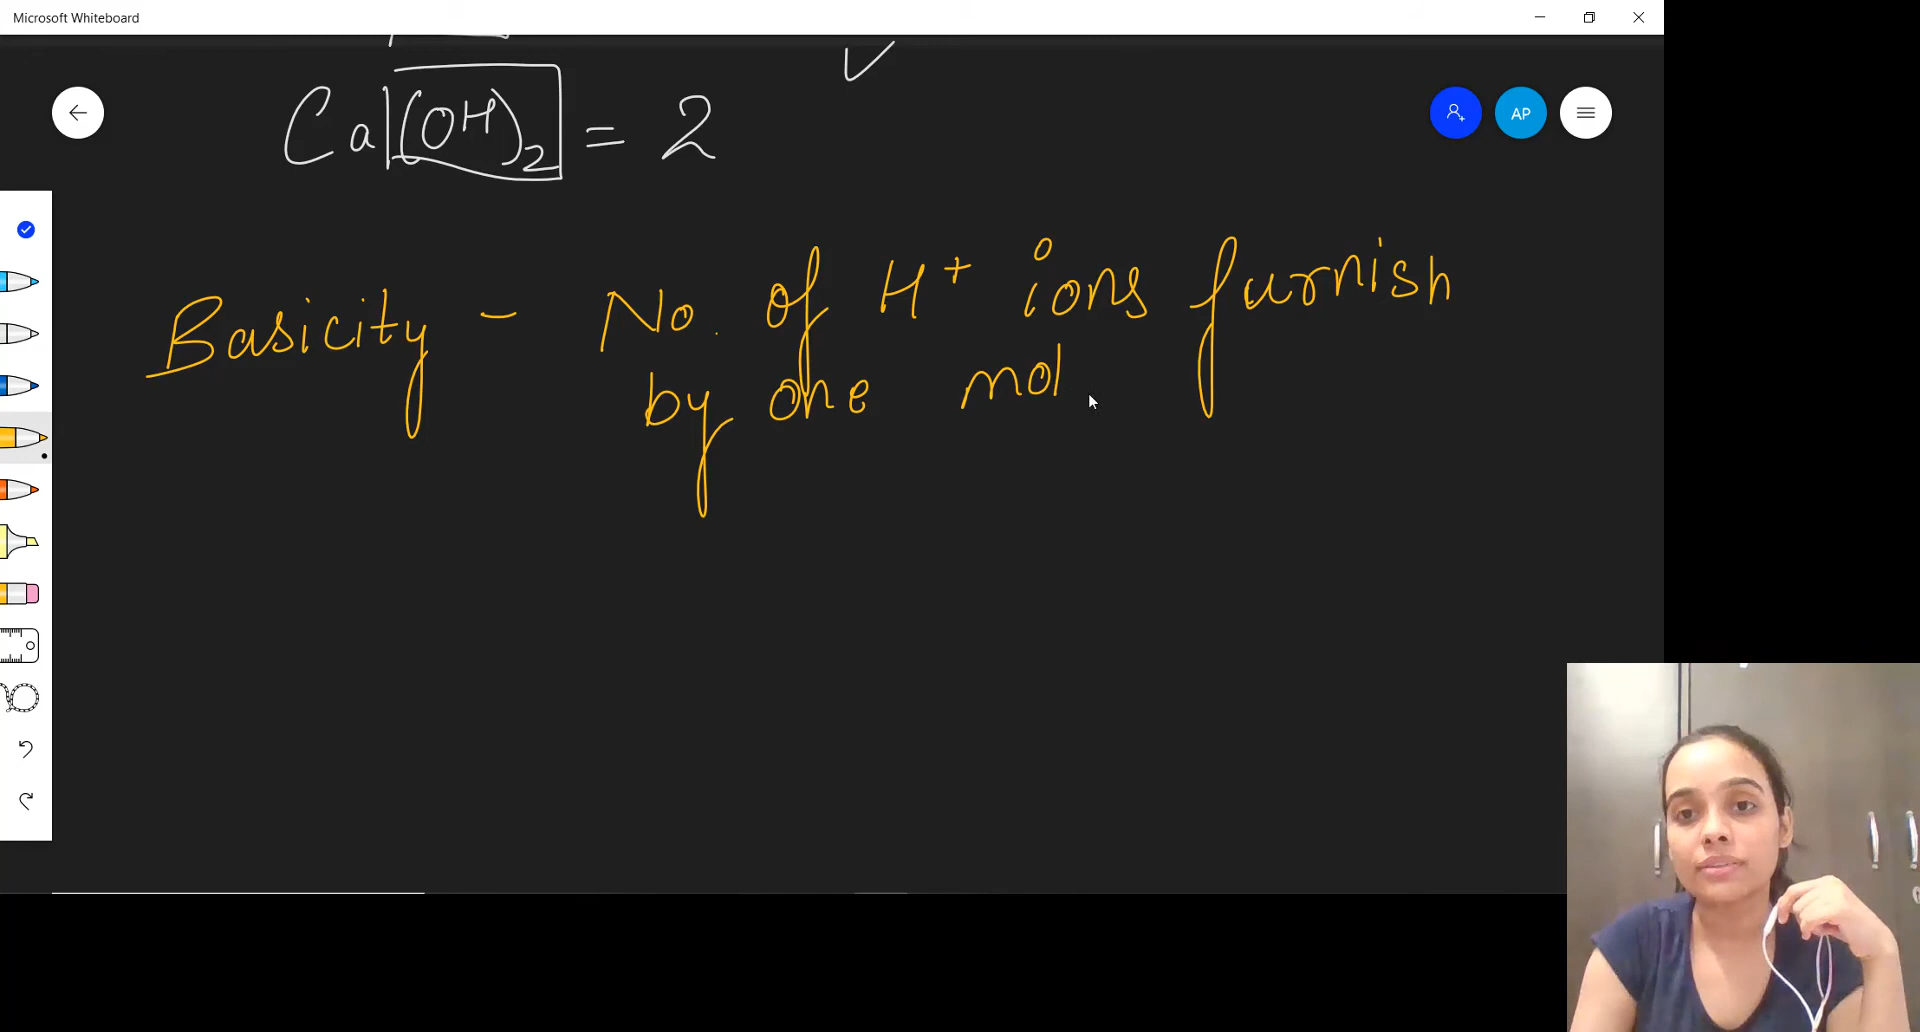 Microsoft Whiteboard
Ca(OH)2 = 2
AP
Basicity - No. of H+ ions furnish
by one mol